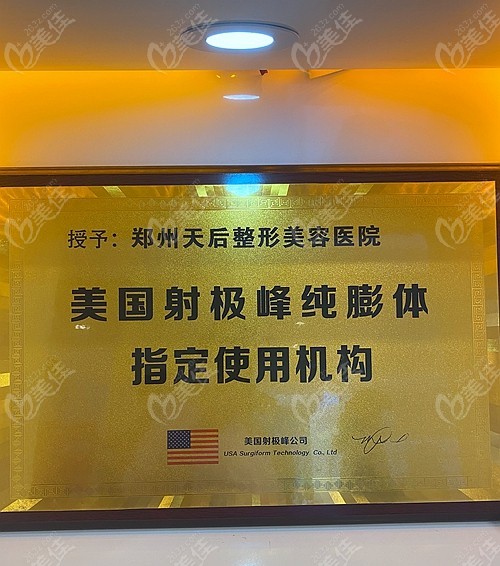 授予：郑州天后整形美容医院
美国射极峰纯膨体
指定使用机构
美国射极峰公司
USA Surgiform Technology Co., Ltd